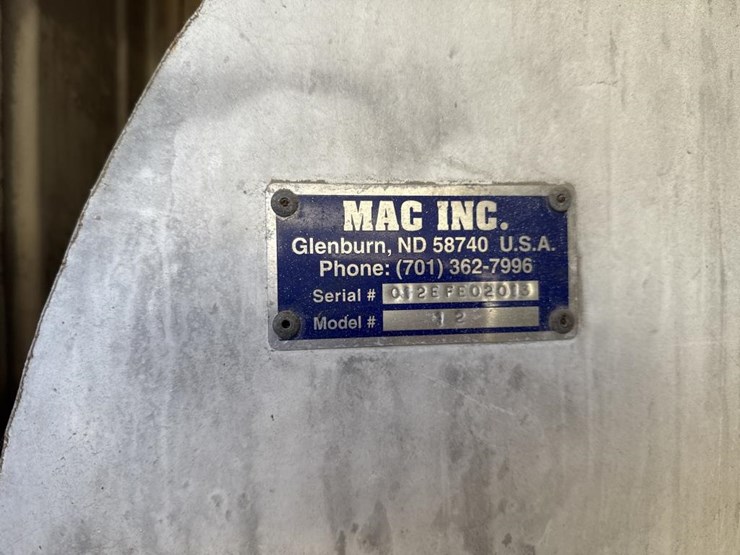 MAC INC.
Glenburn, ND 58740 U.S.A.
Phone: (701) 362-7996
Serial #
Model # 12